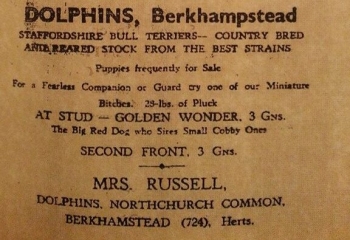 DOLPHINS, Berkhampstead
STAFFORDSHIRE BULL TERRIERS— COUNTRY BRED
AND REARED STOCK FROM THE BEST STRAINS
Puppies frequently for Sale
For a Fearless Companion or Guard try one of our Miniature
Bitches. 28-lbs. of Pluck
AT STUD — GOLDEN WONDER, 3 Gns.
The Big Red Dog who Sires Small Cobby Ones
SECOND FRONT, 3 Gns.
MRS. RUSSELL,
DOLPHINS, NORTHCHURCH COMMON,
BERKHAMSTEAD (724), Herts.